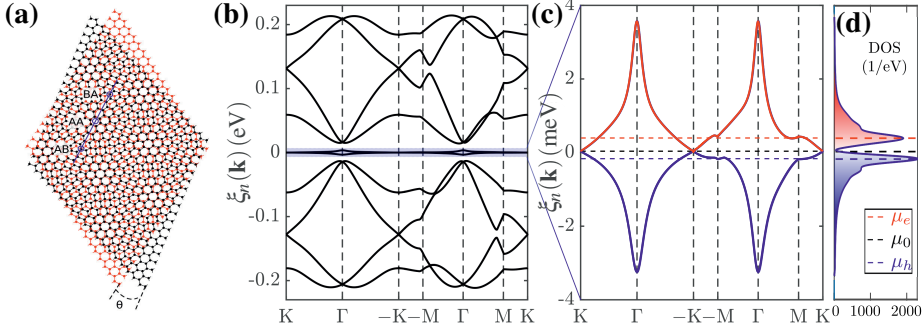 (a)
BA
AA
AB
θ
(b)
ξn(k) (eV)
0.2
0.1
0
-0.1
-0.2
K Γ −K −M Γ M K
(c)
ξn(k) (meV)
4
2
0
-2
-4
K Γ −K −M Γ M K
(d)
DOS
(1/eV)
μe
μ0
μh
0 1000 2200